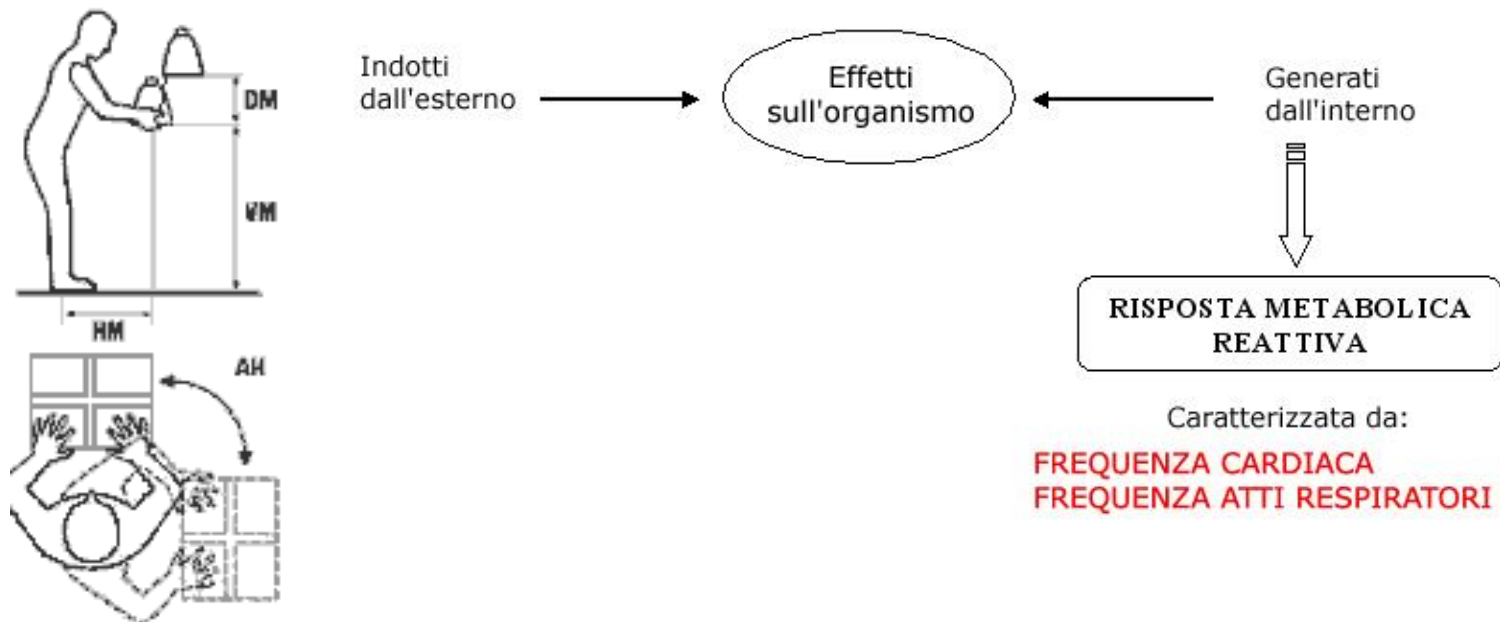 DM
VM
HM
AH
Indotti
dall'esterno
Effetti
sull'organismo
Generati
dall'interno
RISPOSTA METABOLICA
REATTIVA
Caratterizzata da:
FREQUENZA CARDIACA
FREQUENZA ATTI RESPIRATORI